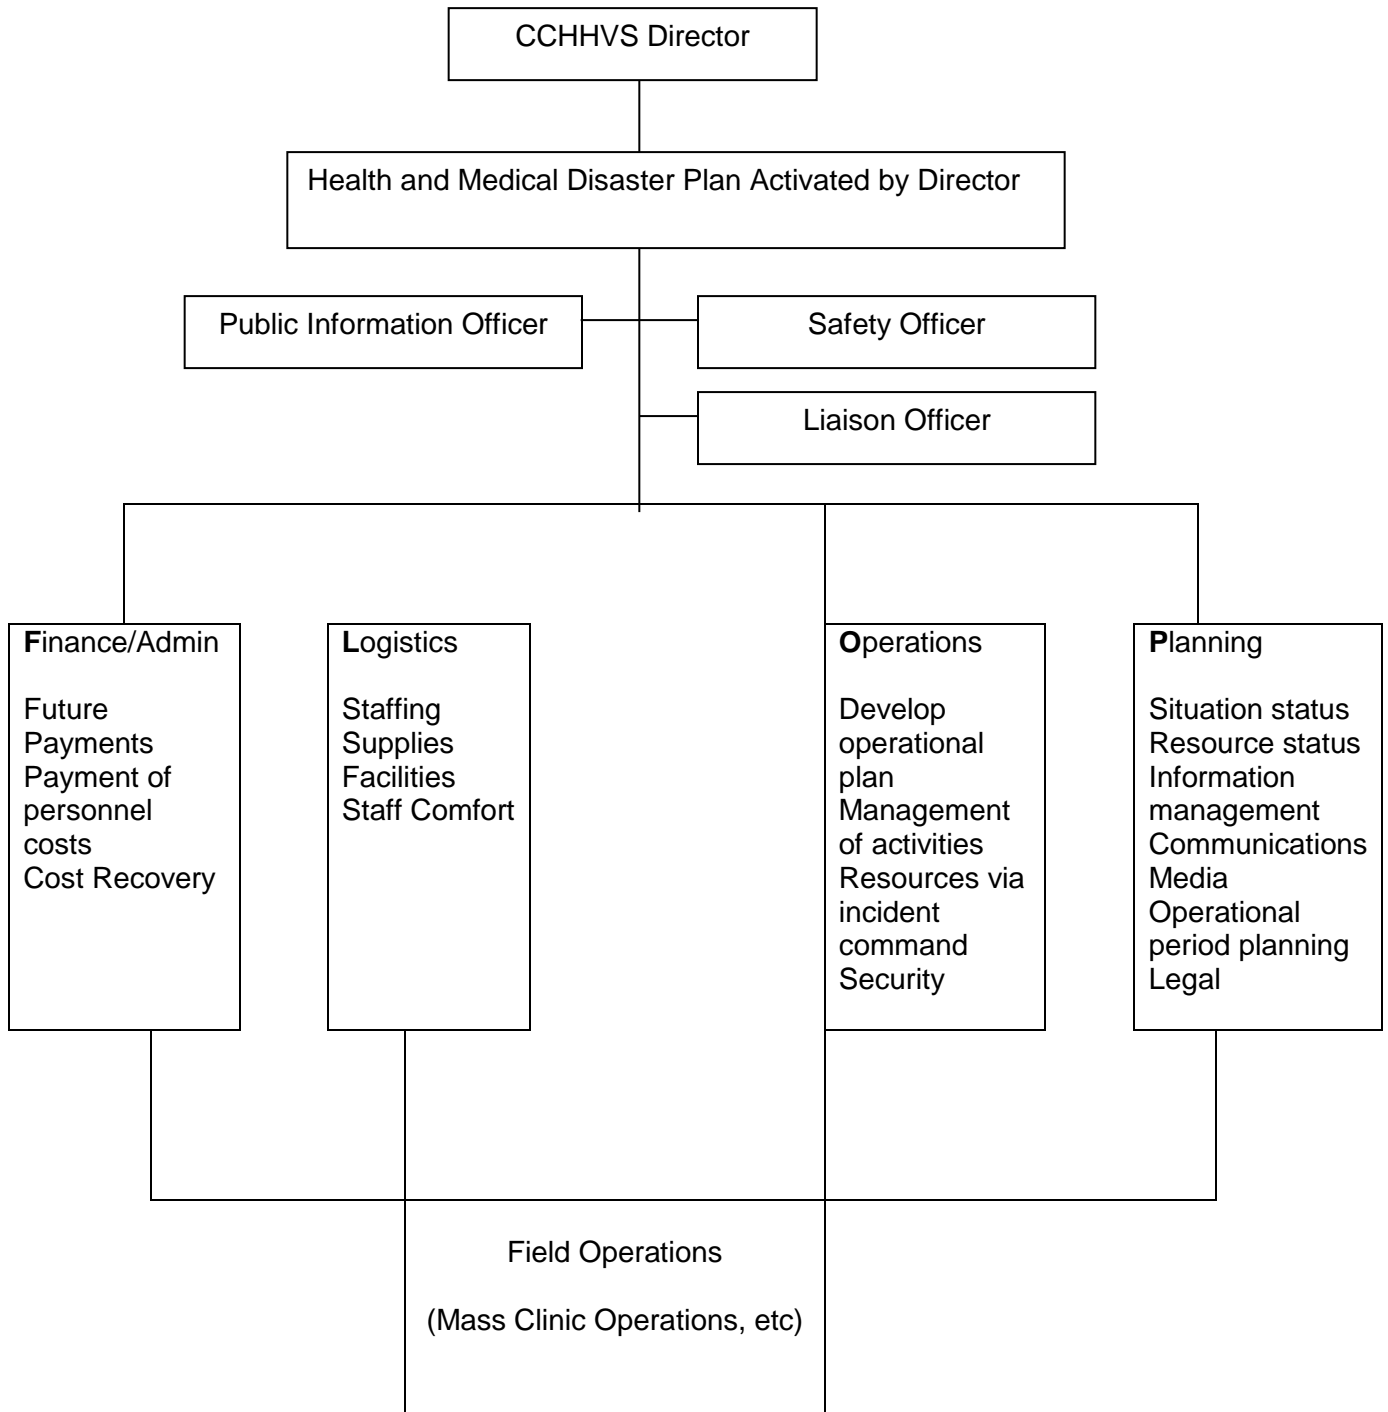 CCHHVS Director
Health and Medical Disaster Plan Activated by Director
Public Information Officer
Safety Officer
Liaison Officer
Finance/Admin
Future
Payments
Payment of
personnel
costs
Cost Recovery
Logistics
Staffing
Supplies
Facilities
Staff Comfort
Operations
Develop
operational
plan
Management
of activities
Resources via
incident
command
Security
Planning
Situation status
Resource status
Information
management
Communications
Media
Operational
period planning
Legal
Field Operations
(Mass Clinic Operations, etc)